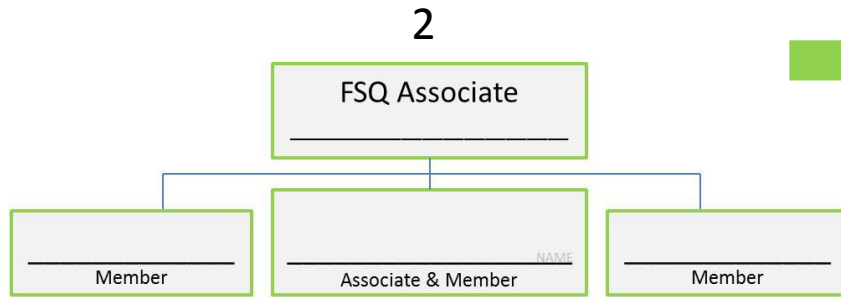 2
FSQ Associate
NAME
Member
Associate & Member
Member